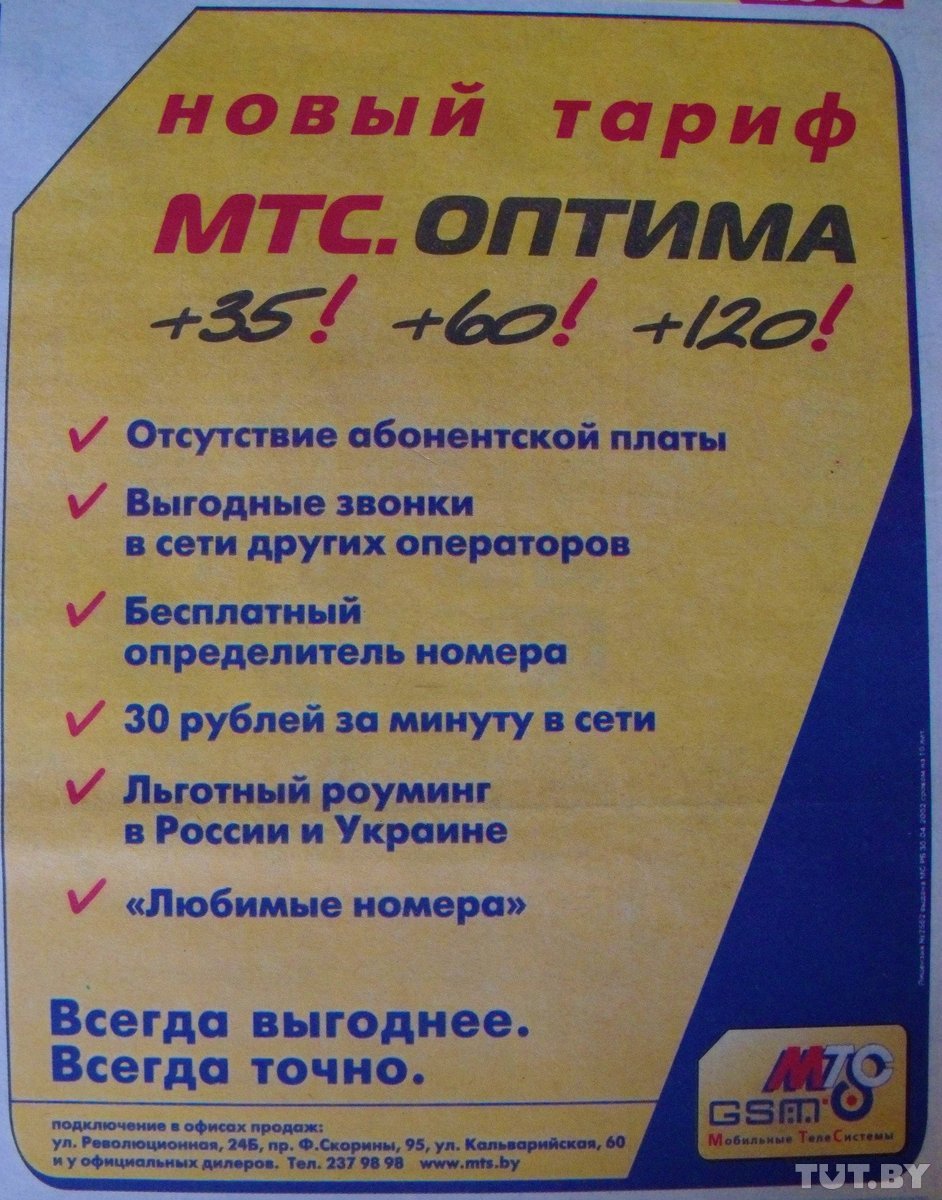 новый тариф
МТС.ОПТИМА
+35! +60! +120!
Отсутствие абонентской платы
Выгодные звонки
в сети других операторов
Бесплатный
определитель номера
30 рублей за минуту в сети
Льготный роуминг
в России и Украине
«Любимые номера»
Всегда выгоднее.
Всегда точно.
подключение в офисах продаж:
ул. Революционная, 24Б, пр. Ф.Скорины, 95, ул. Кальварийская, 60
и у официальных дилеров. Тел. 237 98 98 www.mts.by
МТС
GSM
Мобильные ТелеСистемы
TUT.BY